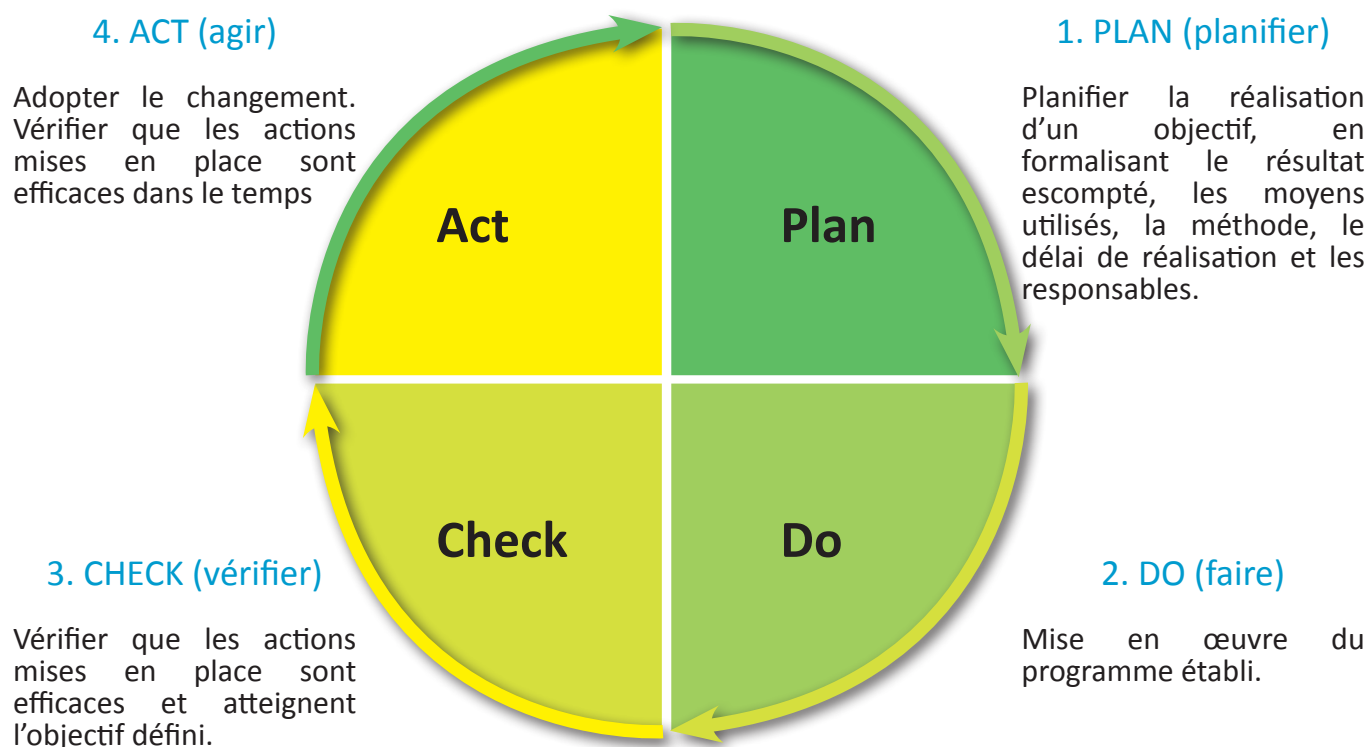 4. ACT (agir)
Adopter le changement.
Vérifier que les actions
mises en place sont
efficaces dans le temps
1. PLAN (planifier)
Planifier la réalisation
d’un objectif, en
formalisant le résultat
escompté, les moyens
utilisés, la méthode, le
délai de réalisation et les
responsables.
Act
Plan
Check
Do
3. CHECK (vérifier)
Vérifier que les actions
mises en place sont
efficaces et atteignent
l’objectif défini.
2. DO (faire)
Mise en œuvre du
programme établi.